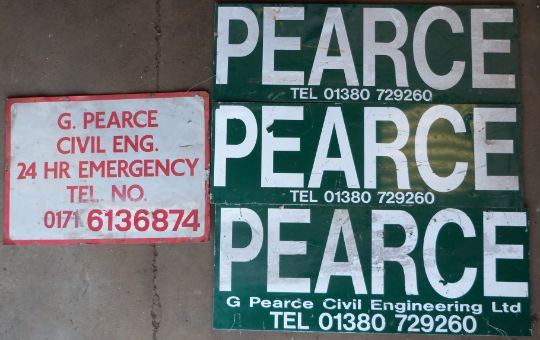 G. PEARCE
CIVIL ENG.
24 HR EMERGENCY
TEL. NO.
0171 6136874
PEARCE
TEL 01380 729260
PEARCE
TEL 01380 729260
PEARCE
G Pearce Civil Engineering Ltd
TEL 01380 729260